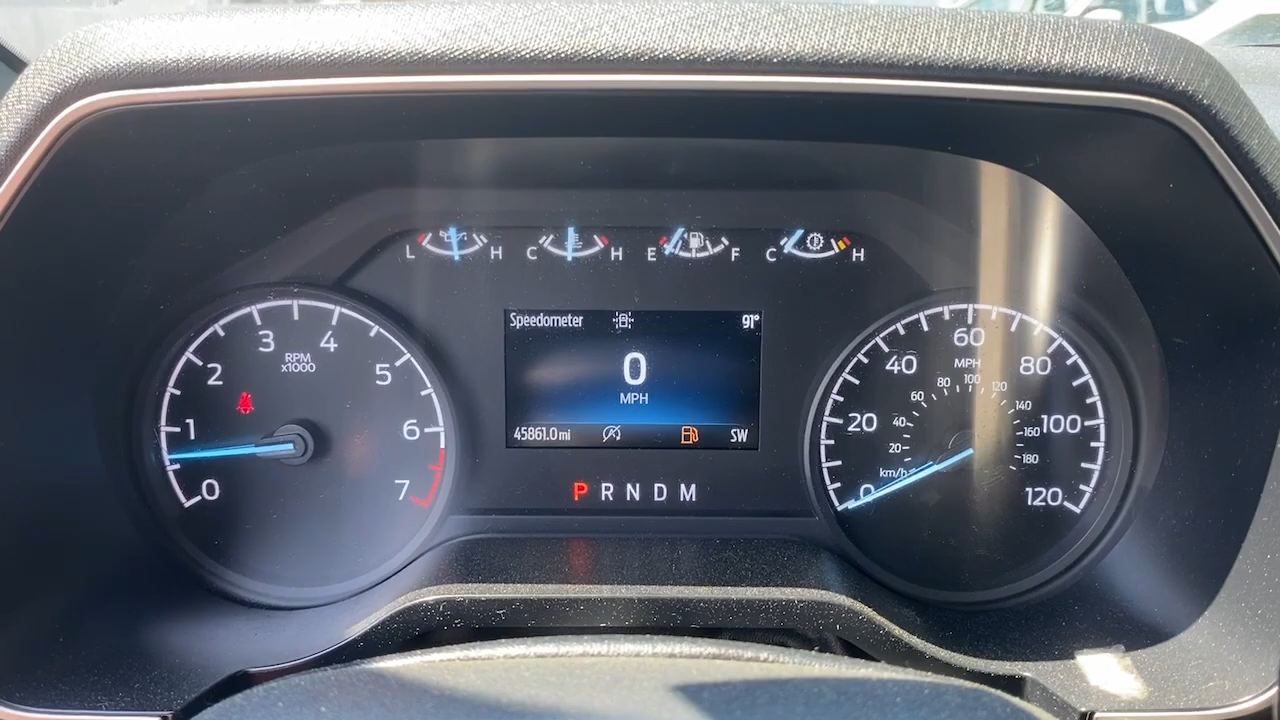 L H C H E F C H
Speedometer 91°
0
MPH
45861.0 mi SW
P R N D M
0 1 2 3 4 5 6 7
RPM
x1000
0 20 40 60 80 100 120
MPH
20 40 60 80 100 120 140 160 180
km/h